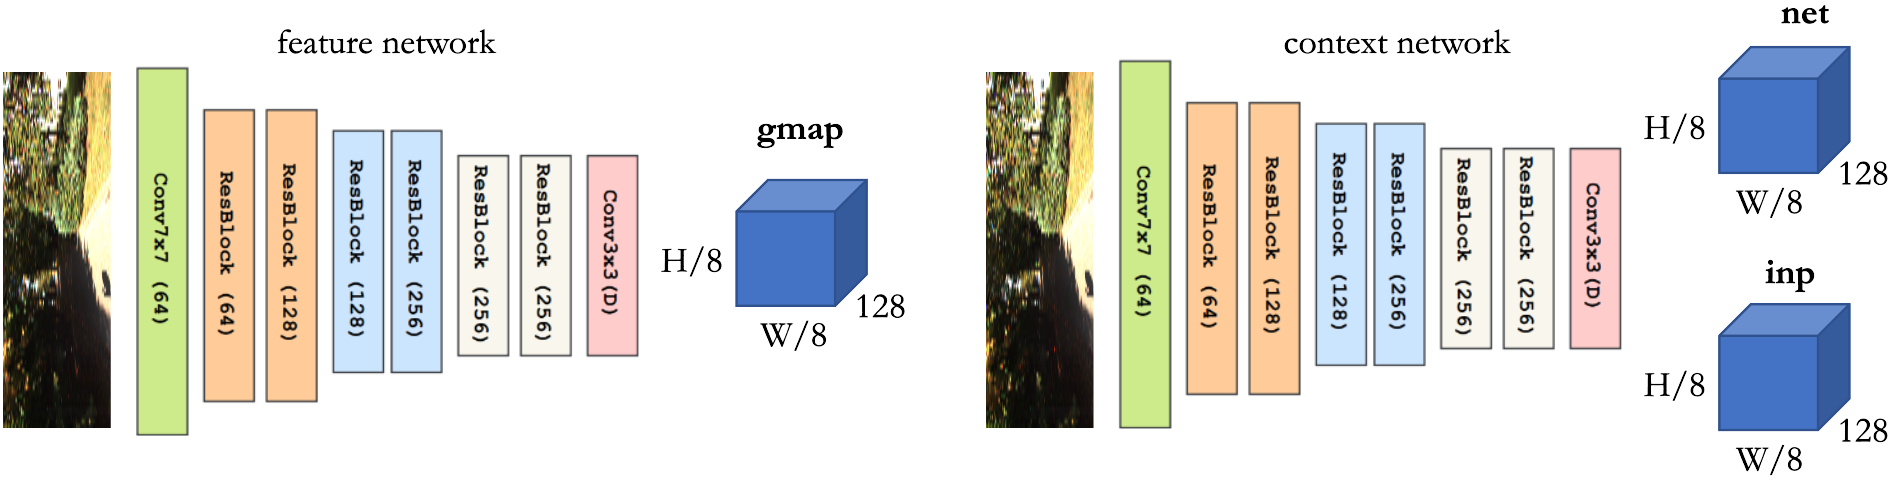 feature network
Conv7x7 (64)
ResBlock (64)
ResBlock (128)
ResBlock (128)
ResBlock (256)
ResBlock (256)
ResBlock (256)
Conv3x3(D)
gmap
H/8
W/8
128
context network
Conv7x7 (64)
ResBlock (64)
ResBlock (128)
ResBlock (128)
ResBlock (256)
ResBlock (256)
ResBlock (256)
Conv3x3(D)
net
H/8
W/8
128
inp
H/8
W/8
128